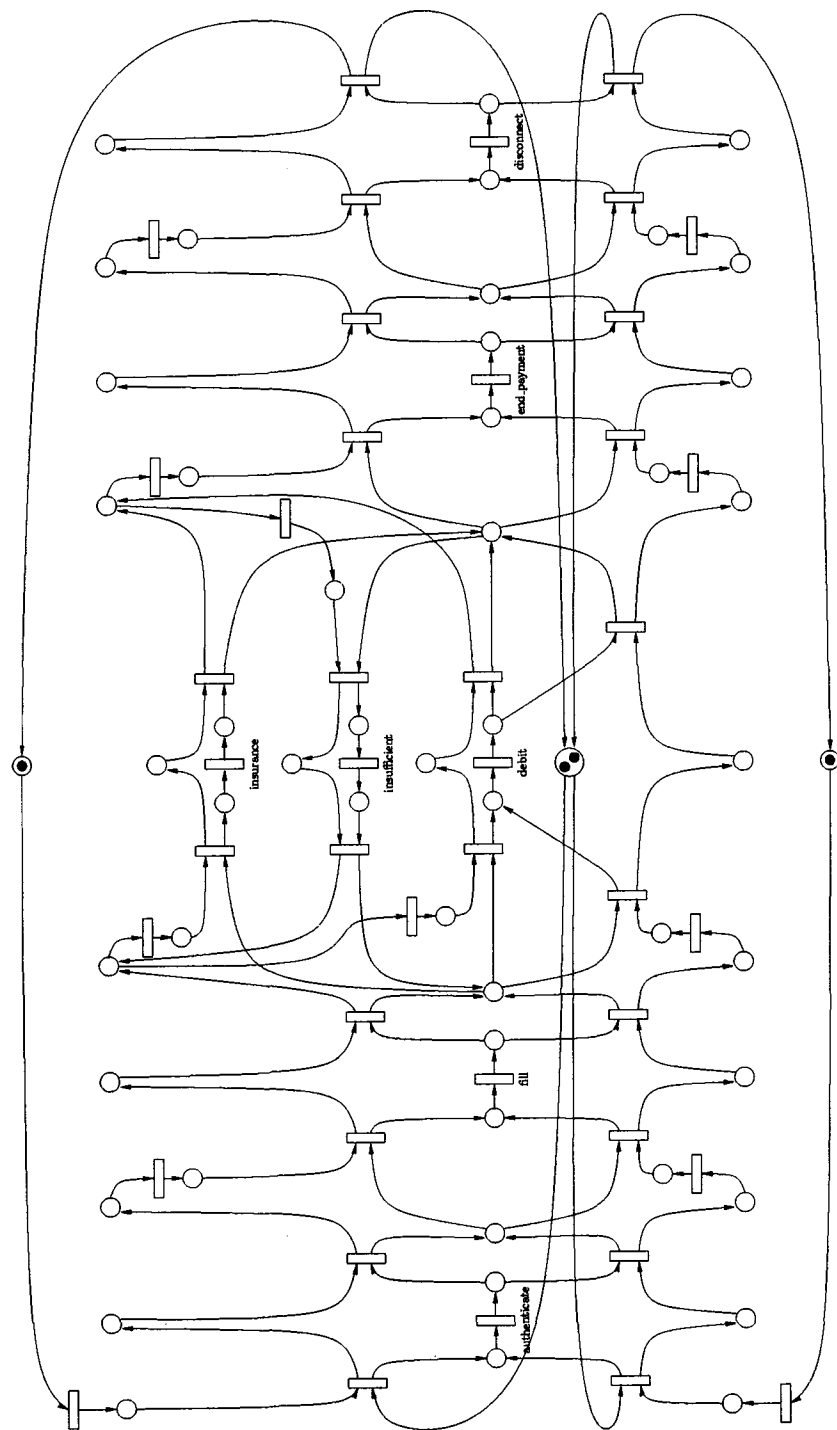 disconnect
end_payment
insurance
insufficient
debit
fill
authenticate